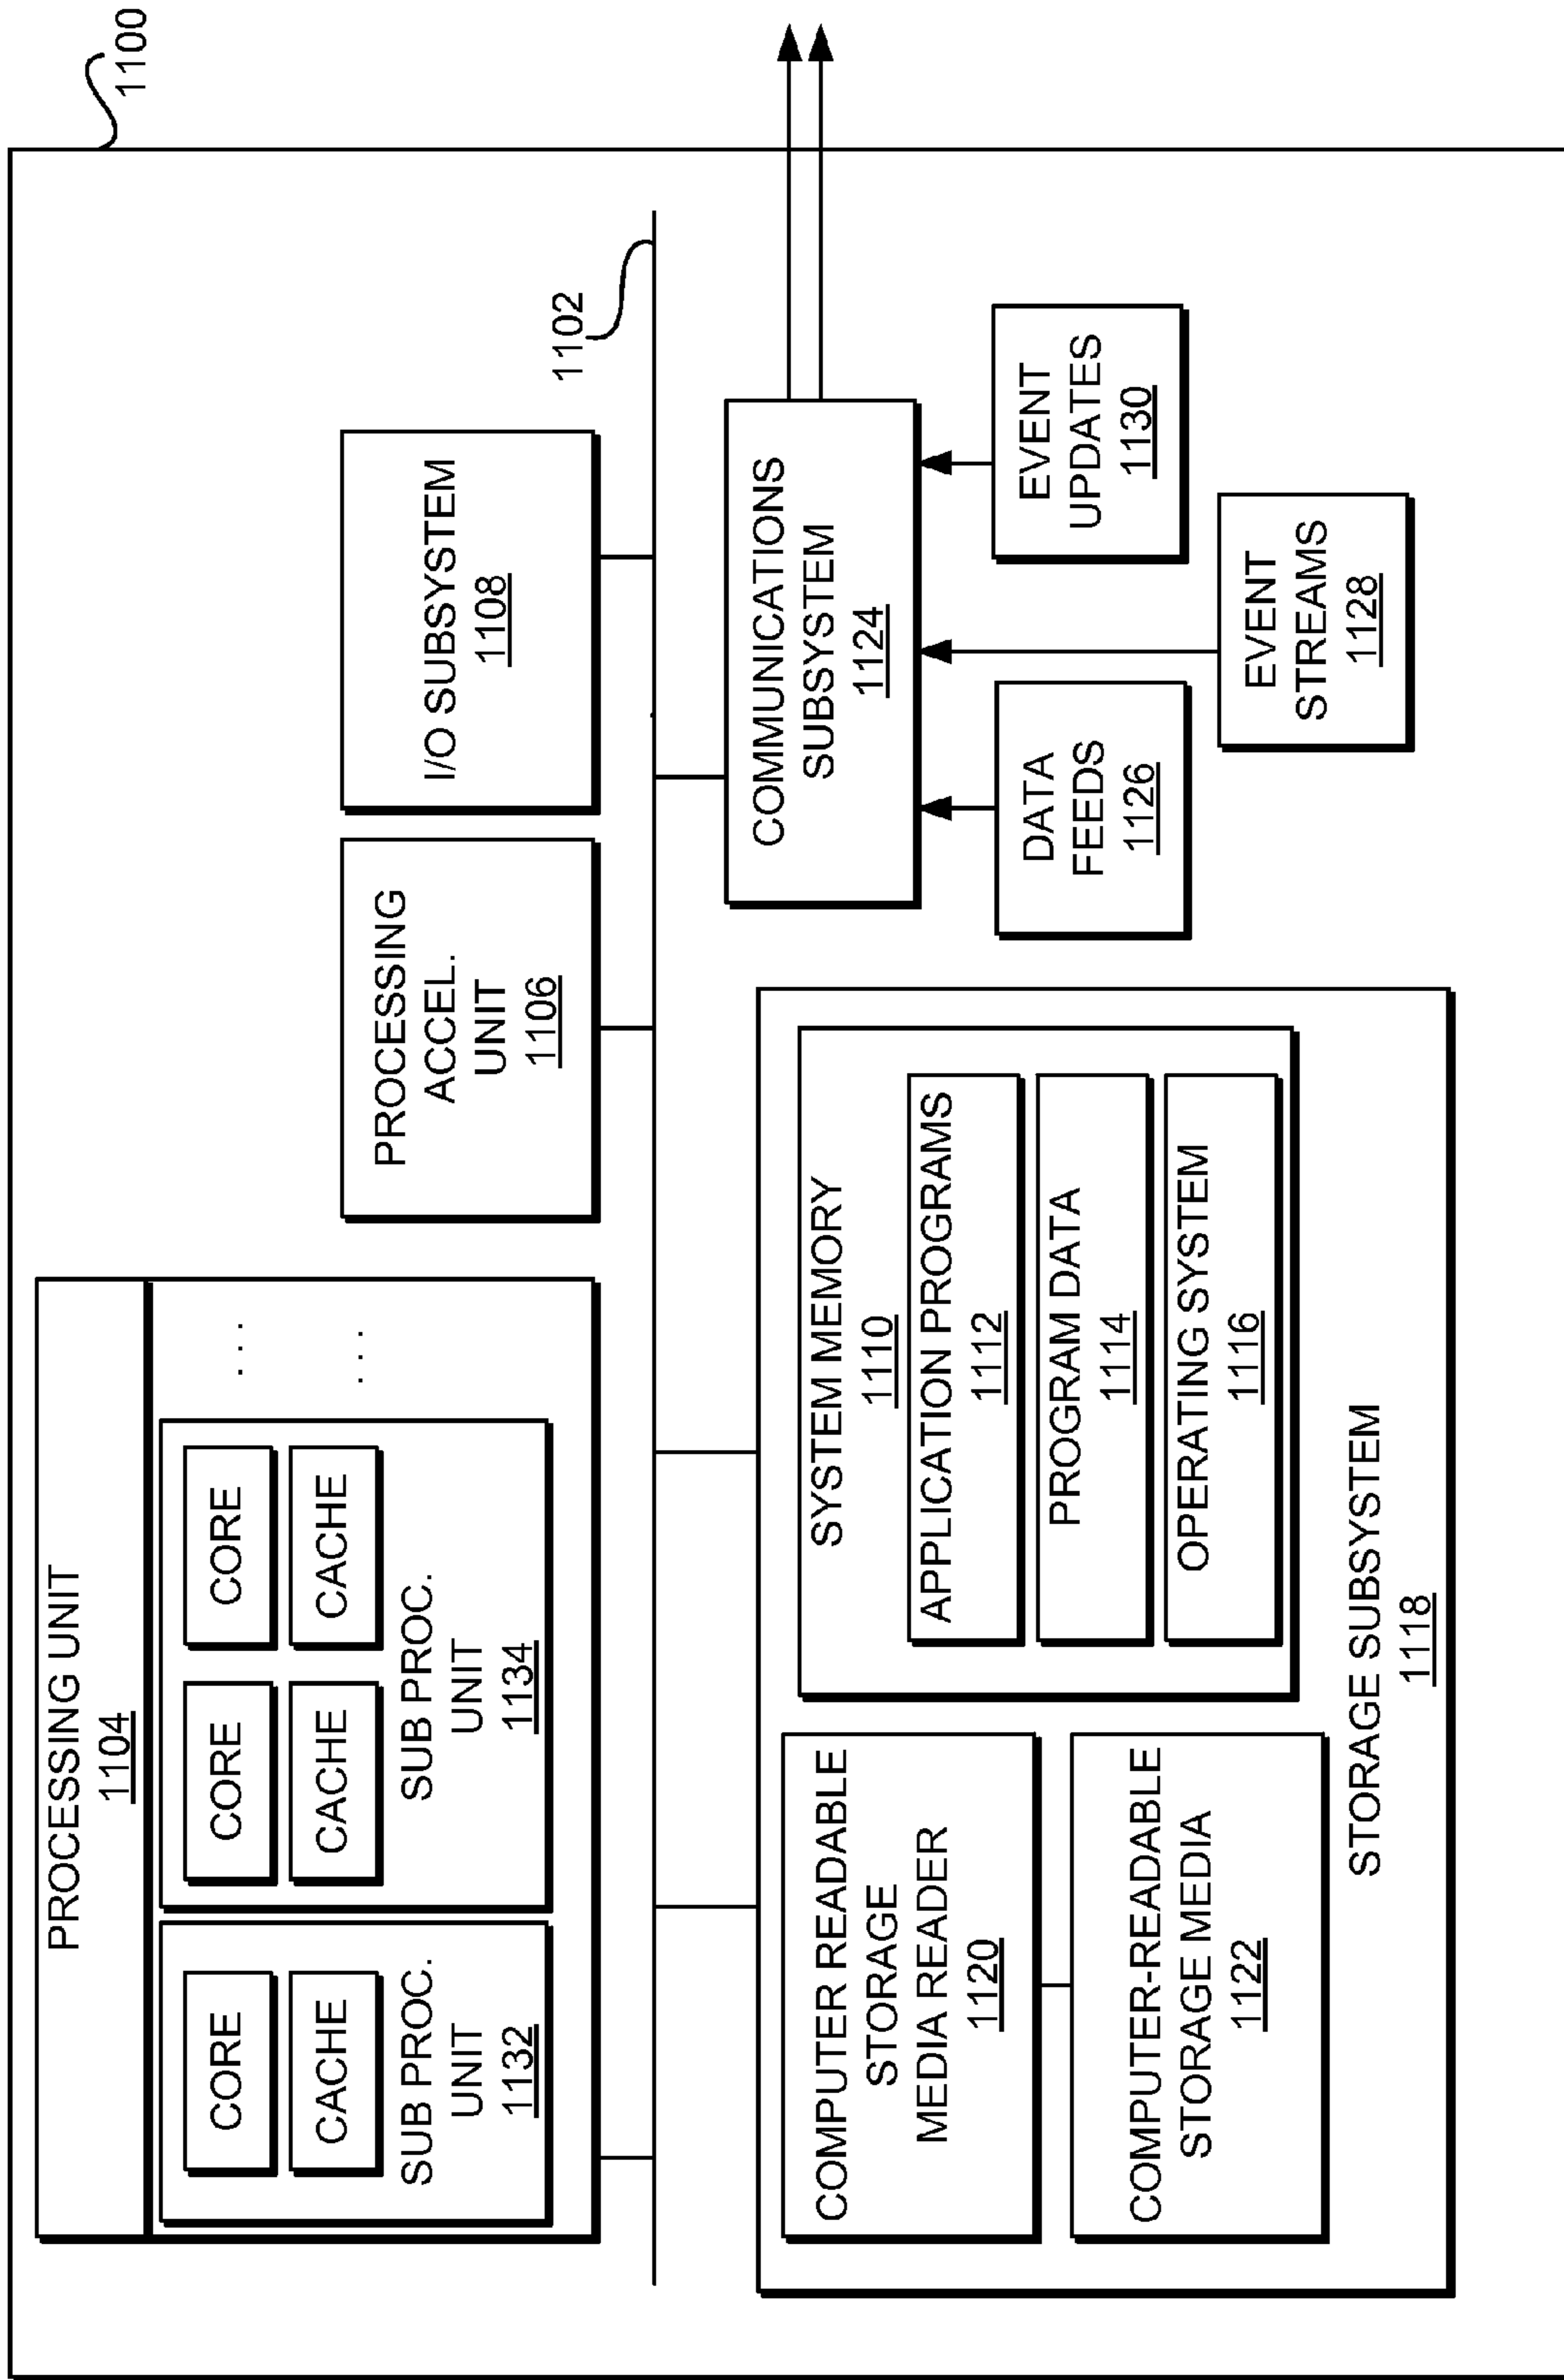 1100
PROCESSING UNIT
1104
CORE
CACHE
SUB PROC.
UNIT
1132
CORE
CORE
CACHE
CACHE
SUB PROC.
UNIT
1134
. . .
. . .
PROCESSING
ACCEL.
UNIT
1106
I/O SUBSYSTEM
1108
1102
COMPUTER READABLE
STORAGE
MEDIA READER
1120
COMPUTER-READABLE
STORAGE MEDIA
1122
SYSTEM MEMORY
1110
APPLICATION PROGRAMS
1112
PROGRAM DATA
1114
OPERATING SYSTEM
1116
STORAGE SUBSYSTEM
1118
COMMUNICATIONS
SUBSYSTEM
1124
DATA
FEEDS
1126
EVENT
STREAMS
1128
EVENT
UPDATES
1130